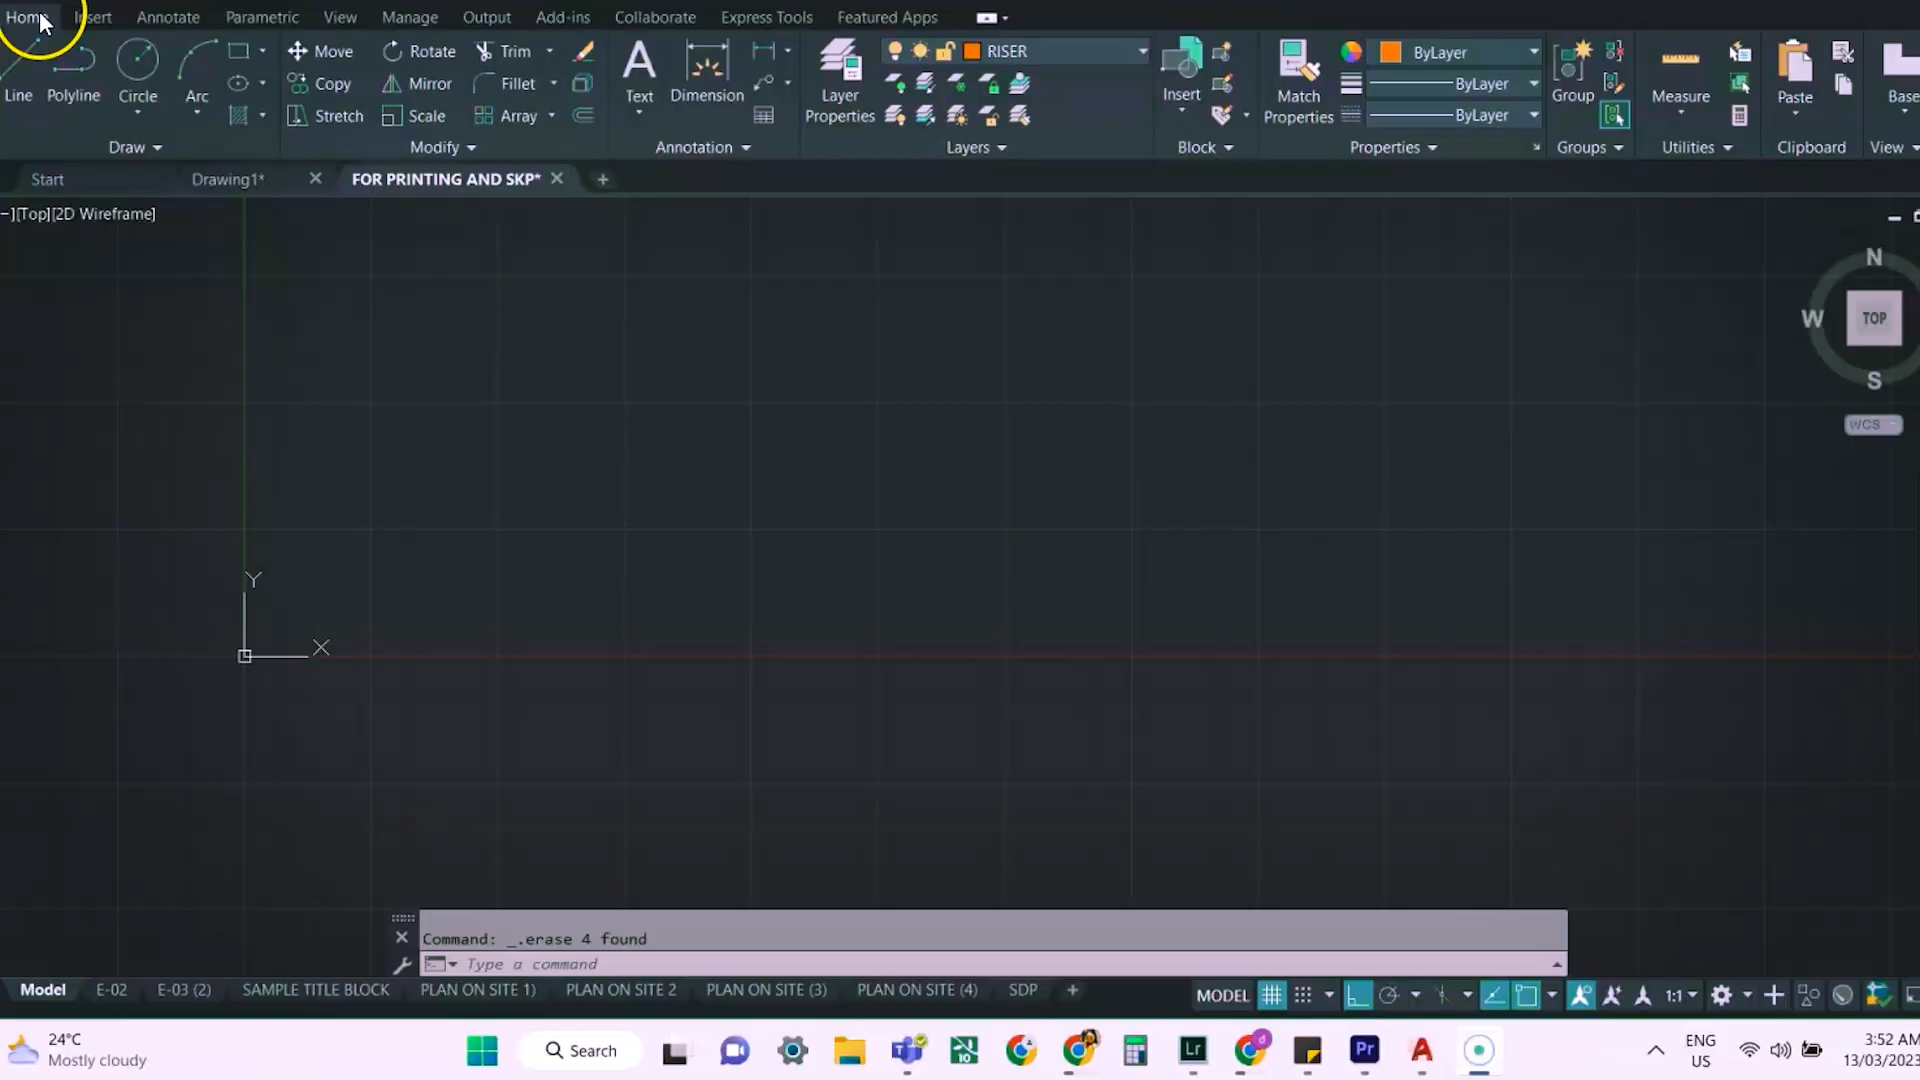 Home Insert Annotate Parametric View Manage Output Add-ins Collaborate Express Tools Featured Apps
Line Polyline Circle Arc
Move Rotate Trim
Copy Mirror Fillet
Stretch Scale Array
Text Dimension
Layer Properties
RISER
Insert
Match Properties
ByLayer
ByLayer
ByLayer
Group
Measure
Paste
Base
Draw Modify Annotation Layers Block Properties Groups Utilities Clipboard View
Start Drawing1* FOR PRINTING AND SKP* +
–][Top][2D Wireframe]
N
W TOP
S
WCS
Y
X
Command: _.erase 4 found
Type a command
Model E-02 E-03 (2) SAMPLE TITLE BLOCK PLAN ON SITE 1) PLAN ON SITE 2 PLAN ON SITE (3) PLAN ON SITE (4) SDP + MODEL 1:1
24°C
Mostly cloudy
Search
10
Lr
d
Pr
A
ENG
US
3:52 AM
13/03/2023